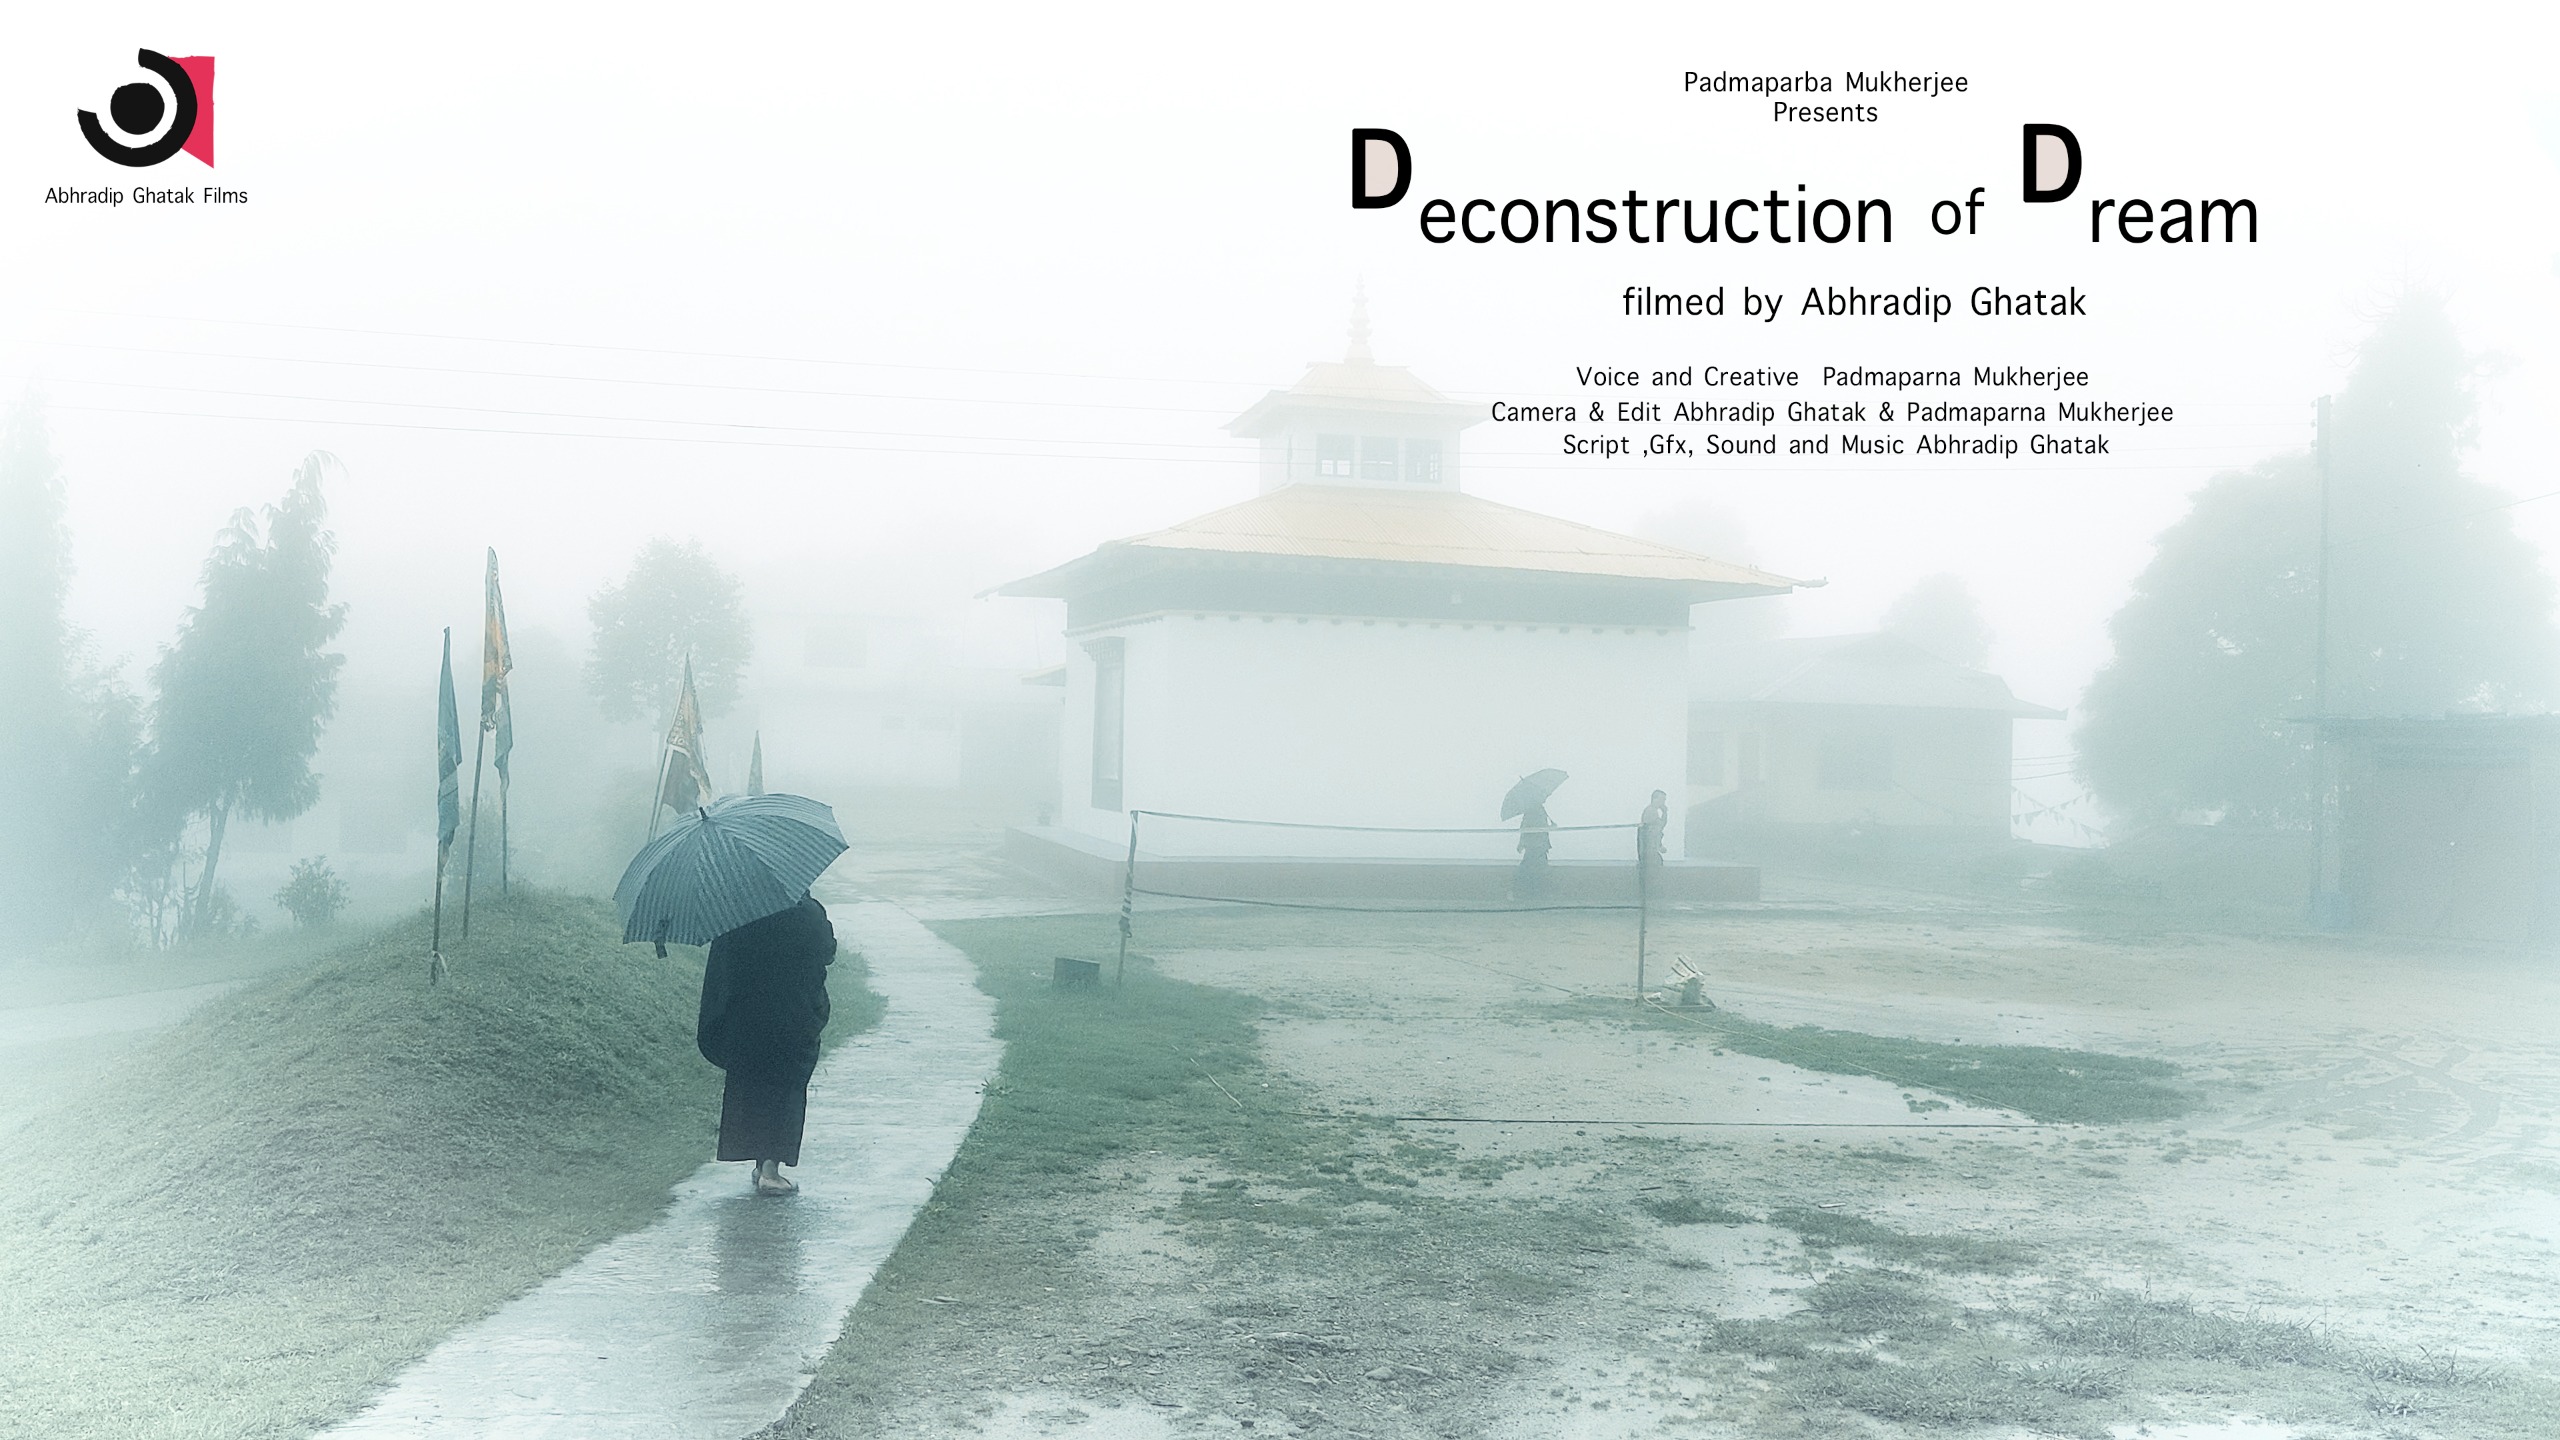 Abhradip Ghatak Films
Padmaparba Mukherjee
Presents
Deconstruction of Dream
filmed by Abhradip Ghatak
Voice and Creative Padmaparna Mukherjee
Camera & Edit Abhradip Ghatak & Padmaparna Mukherjee
Script ,Gfx, Sound and Music Abhradip Ghatak